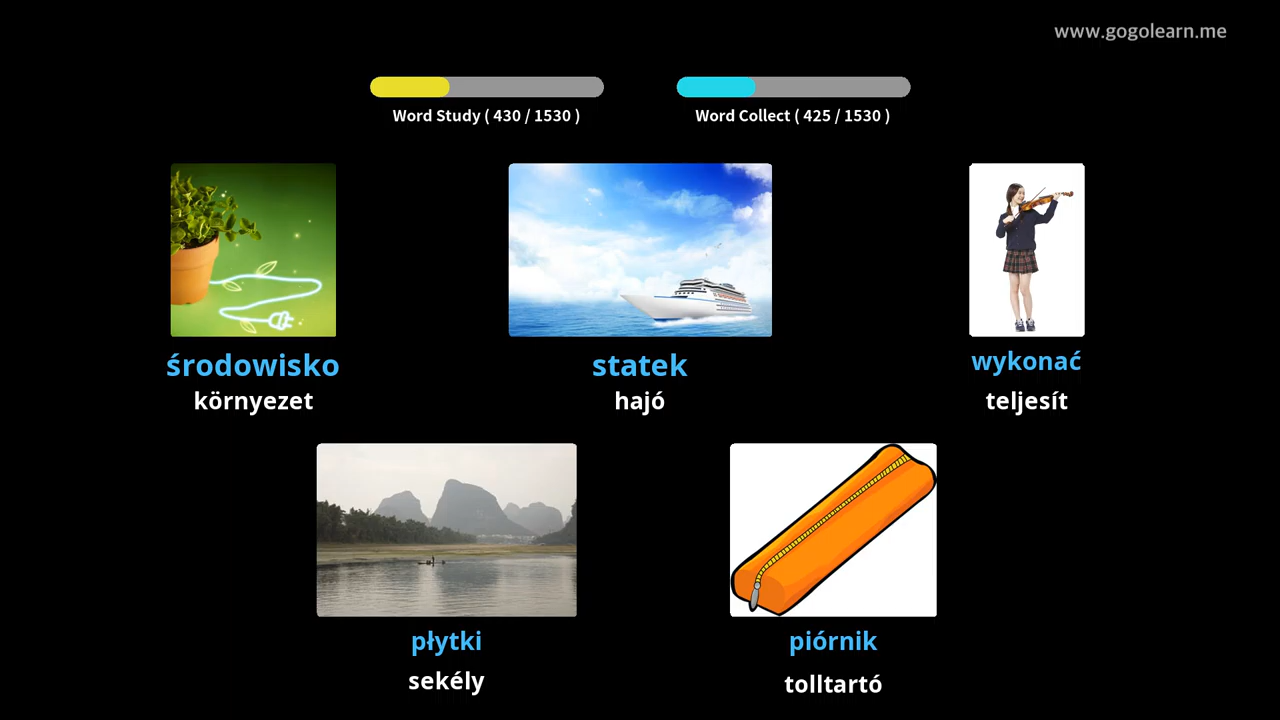 www.gogolearn.me
Word Study ( 430 / 1530 )
Word Collect ( 425 / 1530 )
środowisko
környezet
statek
hajó
wykonać
teljesít
płytki
sekély
piórnik
tolltartó